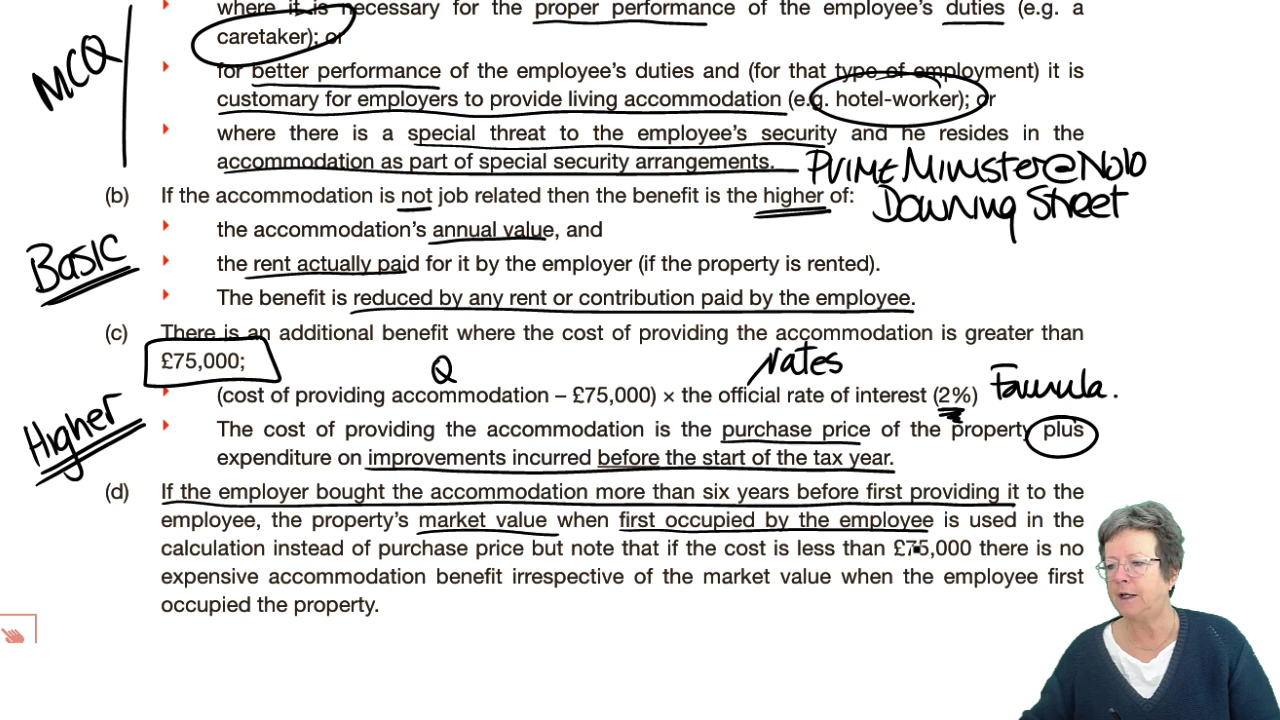 where it is necessary for the proper performance of the employee's duties (e.g. a
caretaker); or
MCQ
for better performance of the employee's duties and (for that type of employment) it is
customary for employers to provide living accommodation (e.g. hotel-worker); or
where there is a special threat to the employee's security and he resides in the
accommodation as part of special security arrangements.
Prime Minister @ No10
Downing Street
(b) If the accommodation is not job related then the benefit is the higher of:
the accommodation's annual value, and
Basic
the rent actually paid for it by the employer (if the property is rented).
The benefit is reduced by any rent or contribution paid by the employee.
(c) There is an additional benefit where the cost of providing the accommodation is greater than
£75,000;
Q
Rates
(cost of providing accommodation – £75,000) × the official rate of interest (2%)
Formula.
Higher
The cost of providing the accommodation is the purchase price of the property plus
expenditure on improvements incurred before the start of the tax year.
(d) If the employer bought the accommodation more than six years before first providing it to the
employee, the property's market value when first occupied by the employee is used in the
calculation instead of purchase price but note that if the cost is less than £75,000 there is no
expensive accommodation benefit irrespective of the market value when the employee first
occupied the property.